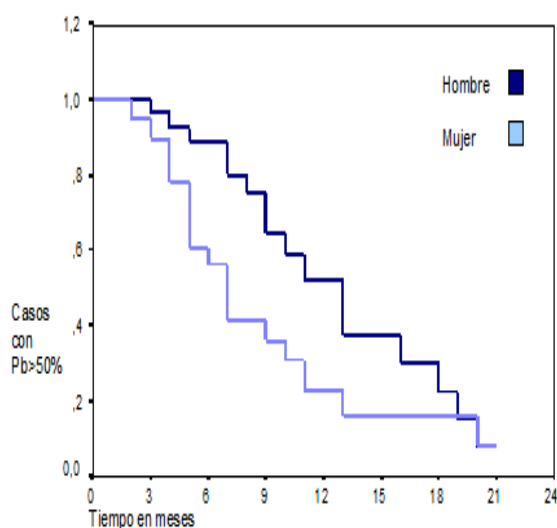 1,2
1,0
,8
,6
,4
,2
0,0
Hombre
Mujer
Casos
con
Pb>50%
0 3 6 9 12 15 18 21 24
Tiempo en meses